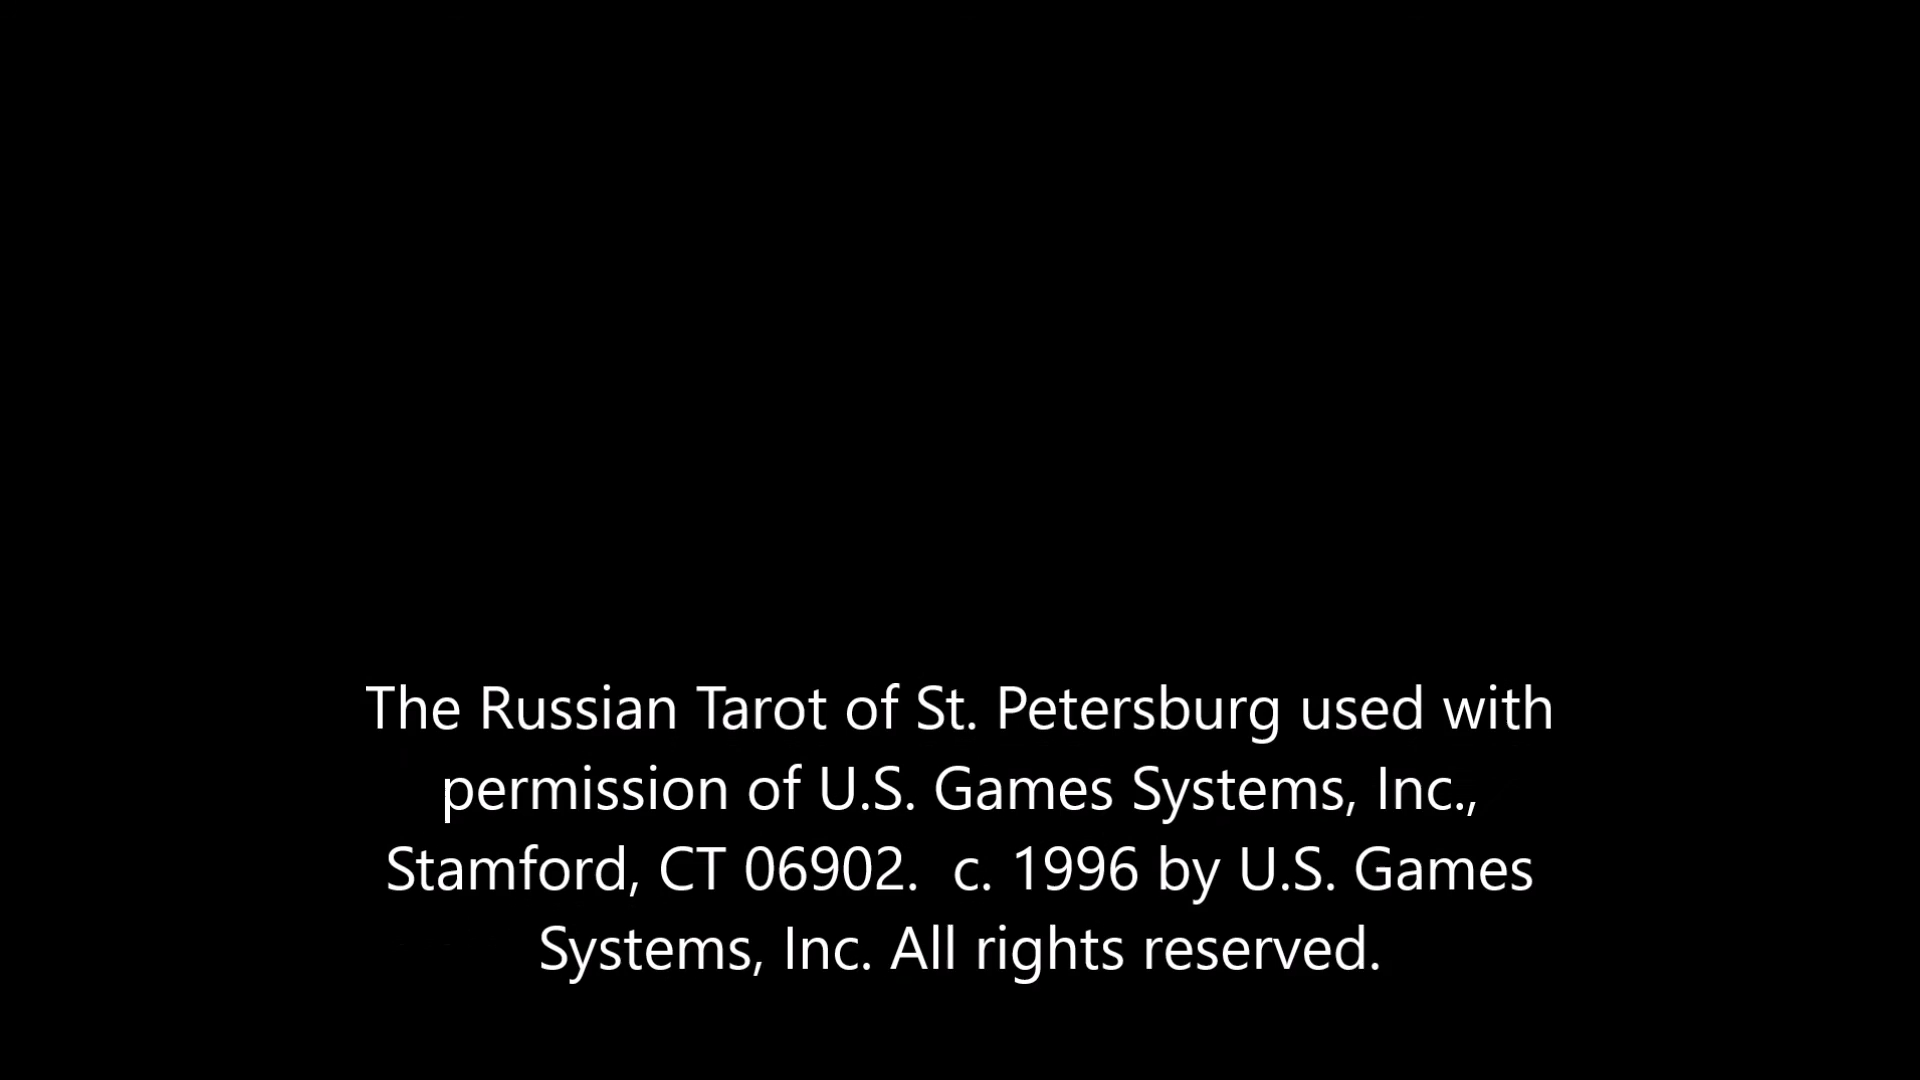 The Russian Tarot of St. Petersburg used with
permission of U.S. Games Systems, Inc.,
Stamford, CT 06902.  c. 1996 by U.S. Games
Systems, Inc. All rights reserved.